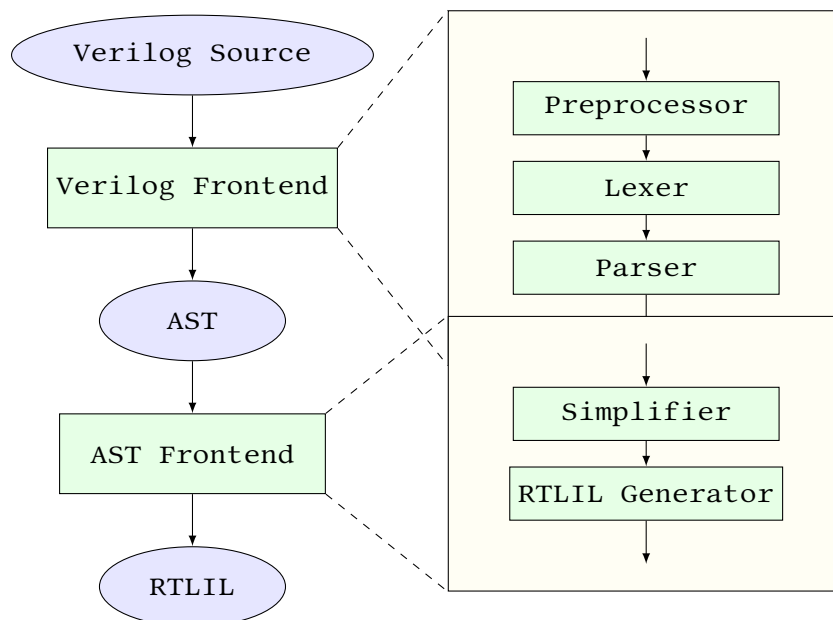 Verilog Source
Verilog Frontend
AST
AST Frontend
RTLIL
Preprocessor
Lexer
Parser
Simplifier
RTLIL Generator